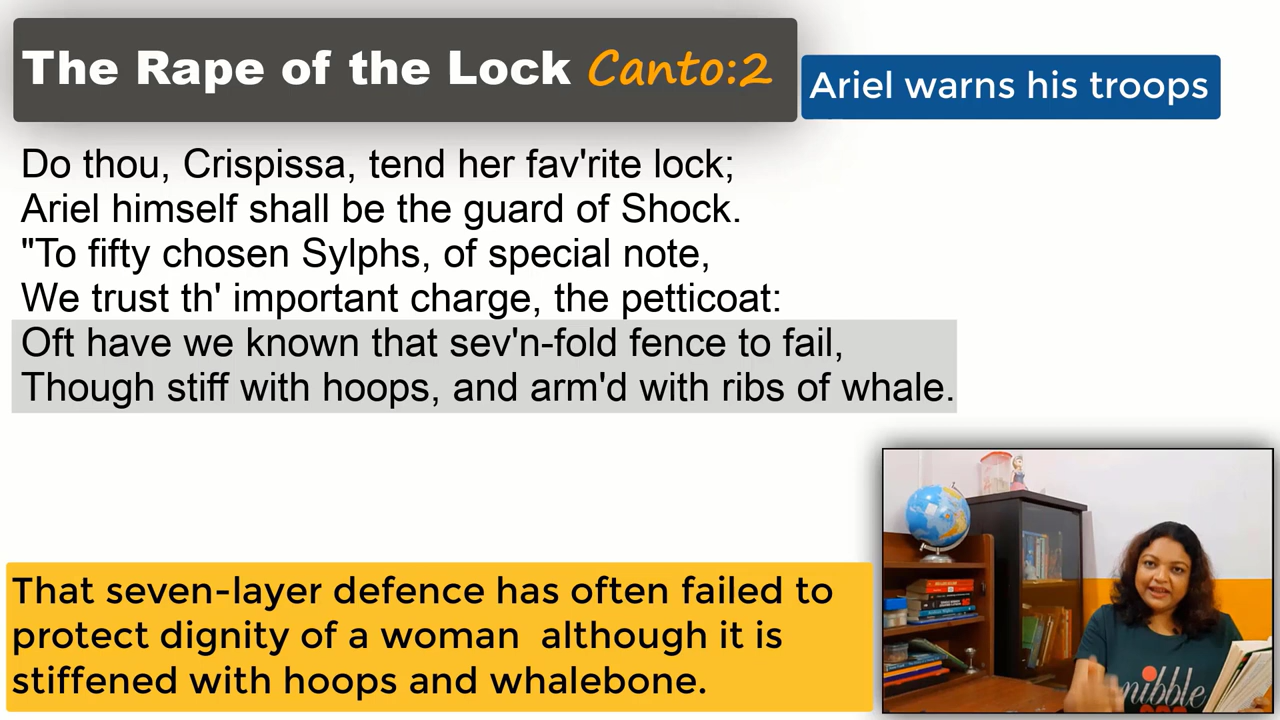 The Rape of the Lock Canto:2
Ariel warns his troops
Do thou, Crispissa, tend her fav'rite lock;
Ariel himself shall be the guard of Shock.
"To fifty chosen Sylphs, of special note,
We trust th' important charge, the petticoat:
Oft have we known that sev'n-fold fence to fail,
Though stiff with hoops, and arm'd with ribs of whale.
That seven-layer defence has often failed to
protect dignity of a woman although it is
stiffened with hoops and whalebone.
nibble